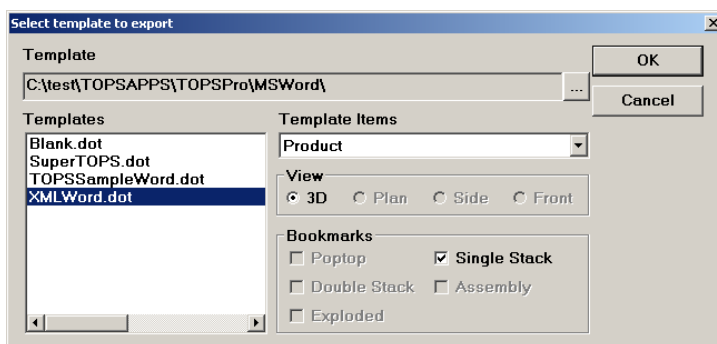 Select template to export
Template
OK
C:\test\TOPSAPPS\TOPSPro\MSWord\
...
Cancel
Templates
Template Items
Blank.dot
SuperTOPS.dot
TOPSSampleWord.dot
XMLWord.dot
Product
View
3D Plan Side Front
Bookmarks
Poptop Single Stack
Double Stack Assembly
Exploded